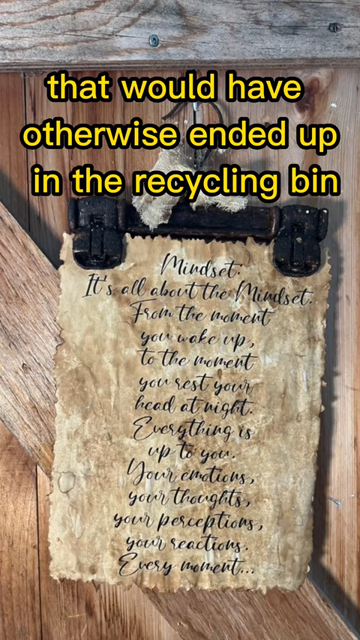 that would have
otherwise ended up
in the recycling bin
Mindset.
It's all about the Mindset.
From the moment
you wake up,
to the moment
you rest your
head at night.
Everything is
up to you.
Your emotions,
your thoughts,
your perceptions,
your reactions.
Every moment...